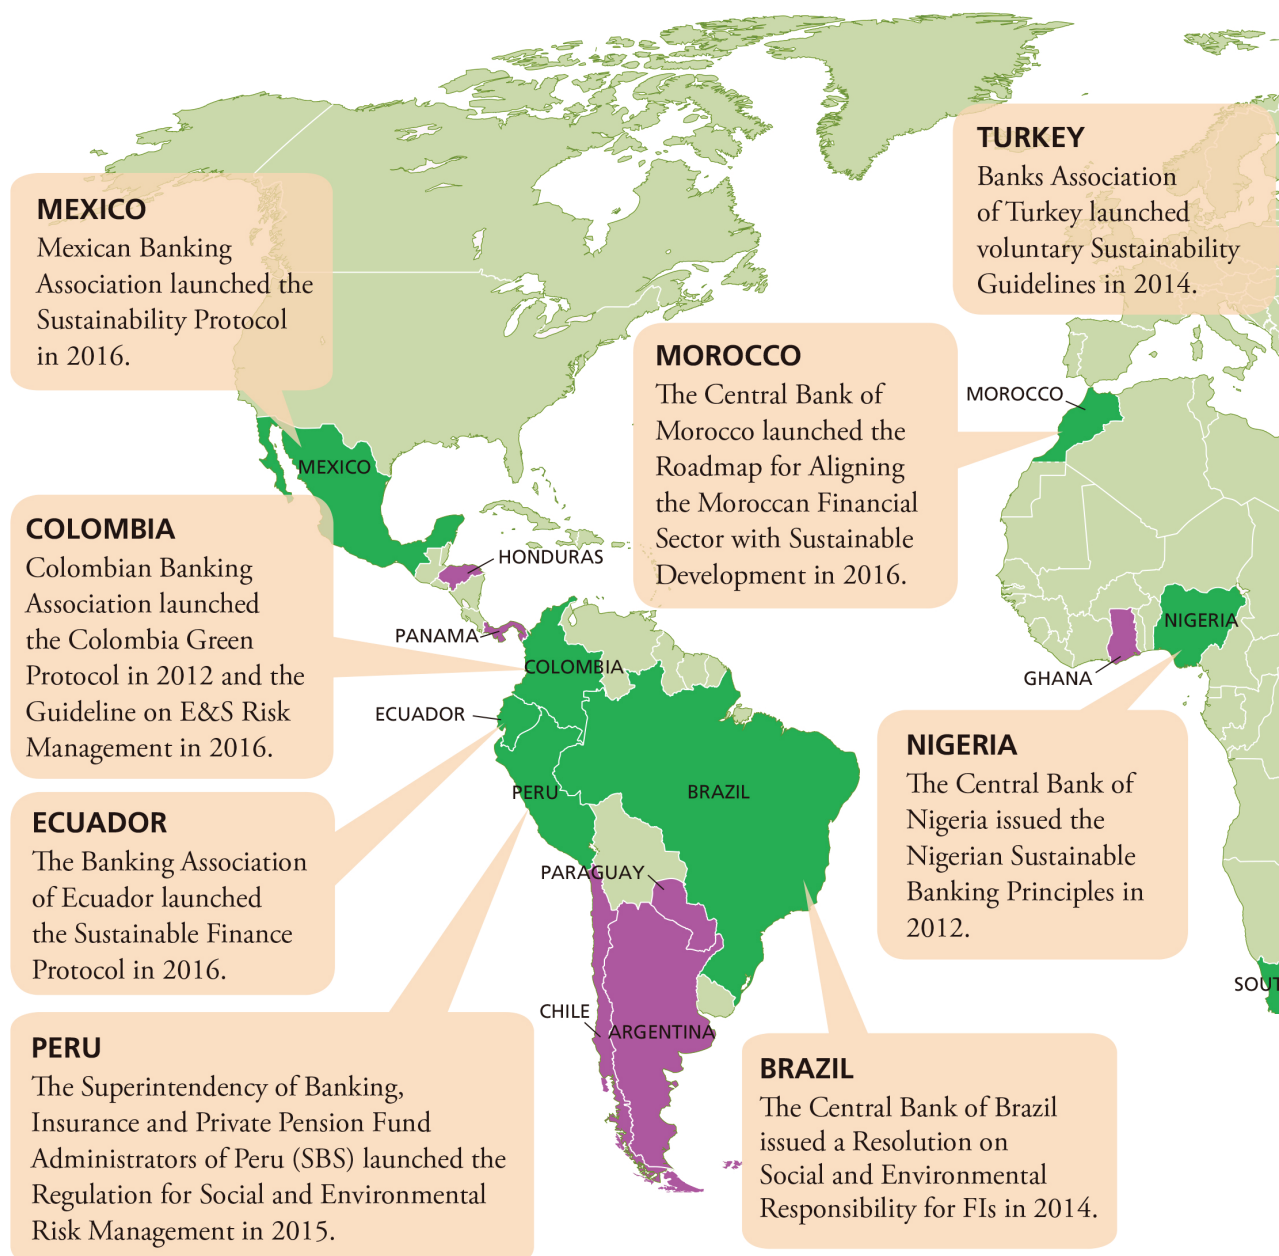 TURKEY
Banks Association
of Turkey launched
voluntary Sustainability
Guidelines in 2014.
MEXICO
Mexican Banking
Association launched the
Sustainability Protocol
in 2016.
MOROCCO
The Central Bank of
Morocco launched the
Roadmap for Aligning
the Moroccan Financial
Sector with Sustainable
Development in 2016.
MOROCCO
MEXICO
COLOMBIA
Colombian Banking
Association launched
the Colombia Green
Protocol in 2012 and the
Guideline on E&S Risk
Management in 2016.
HONDURAS
PANAMA
COLOMBIA
ECUADOR
NIGERIA
GHANA
NIGERIA
The Central Bank of
Nigeria issued the
Nigerian Sustainable
Banking Principles in
2012.
PERU
BRAZIL
ECUADOR
The Banking Association
of Ecuador launched
the Sustainable Finance
Protocol in 2016.
PARAGUAY
CHILE
ARGENTINA
SOUT
PERU
The Superintendency of Banking,
Insurance and Private Pension Fund
Administrators of Peru (SBS) launched the
Regulation for Social and Environmental
Risk Management in 2015.
BRAZIL
The Central Bank of Brazil
issued a Resolution on
Social and Environmental
Responsibility for FIs in 2014.